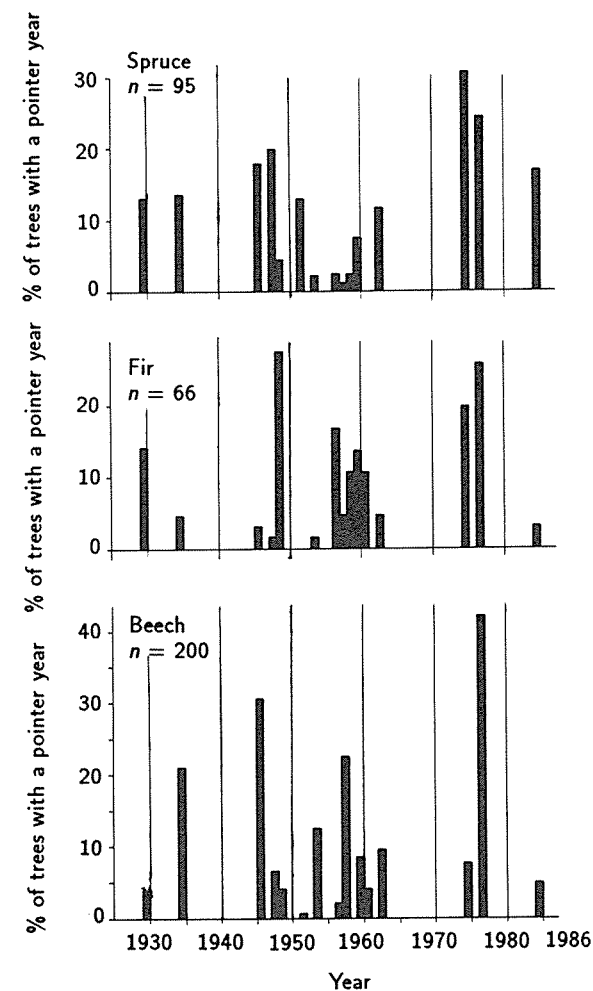 Spruce
n = 95
% of trees with a pointer year
30
20
10
0
Fir
n = 66
% of trees with a pointer year
20
10
0
Beech
n = 200
% of trees with a pointer year
40
30
20
10
0
1930 1940 1950 1960 1970 1980 1986
Year